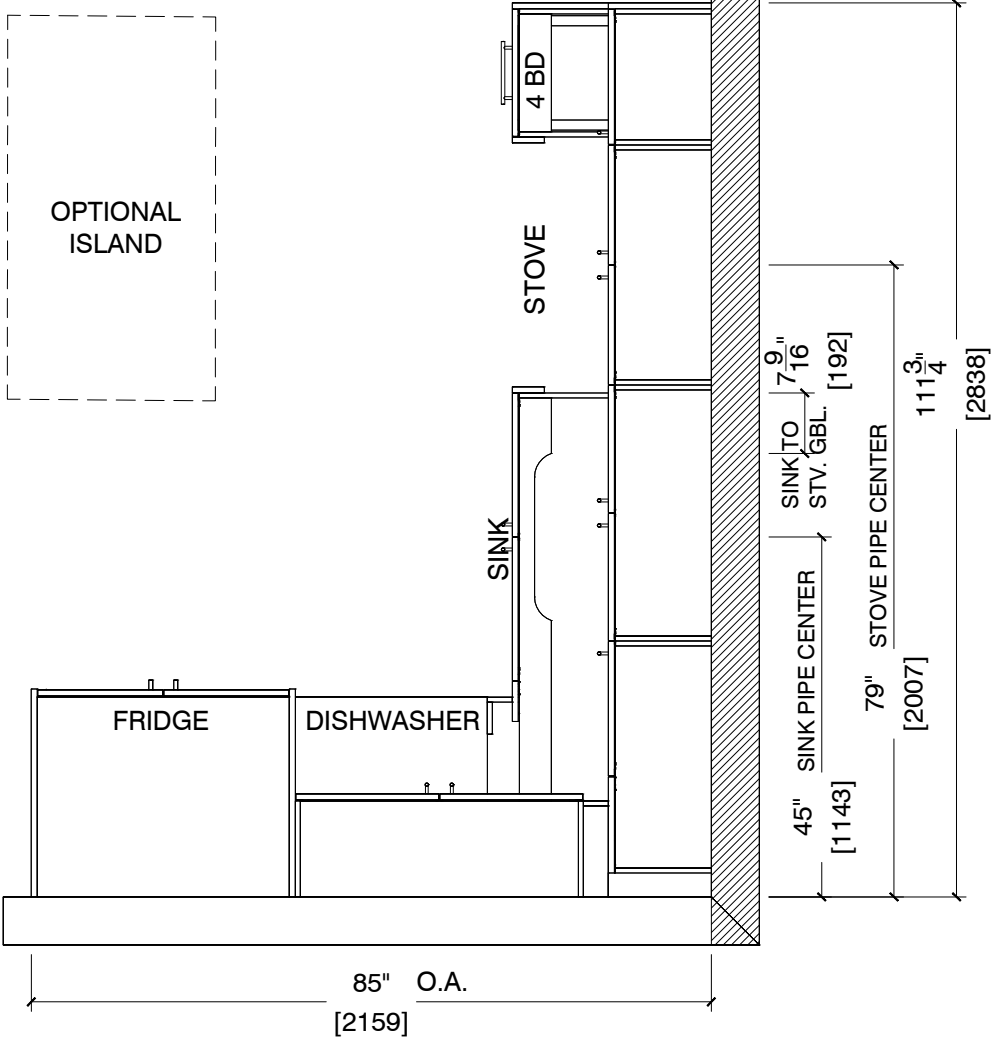 4 BD
OPTIONAL
ISLAND
STOVE
SINK
FRIDGE
DISHWASHER
7 9/16"
[192]
SINK TO
STV. GBL.
111 3/4"
[2838]
STOVE PIPE CENTER
79"
[2007]
SINK PIPE CENTER
45"
[1143]
85" O.A.
[2159]